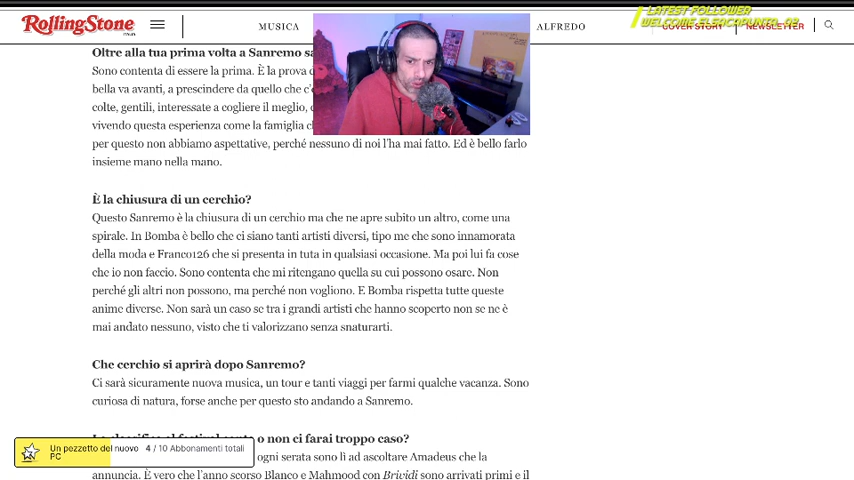 RollingStone
MUSICA
ALFREDO
COVER STORY
NEWSLETTER
LATEST FOLLOWER
WELCOME ELSACAPUNTA_92
Oltre alla tua prima volta a Sanremo
Sono contenta di essere la prima. È la prova
bella va avanti, a prescindere da quello che
colte, gentili, interessate a cogliere il meglio,
vivendo questa esperienza come la famiglia
per questo non abbiamo aspettative, perché nessuno di noi l'ha mai fatto. Ed è bello farlo
insieme mano nella mano.
È la chiusura di un cerchio?
Questo Sanremo è la chiusura di un cerchio ma che ne apre subito un altro, come una
spirale. In Bomba è bello che ci siano tanti artisti diversi, tipo me che sono innamorata
della moda e Franco126 che si presenta in tuta in qualsiasi occasione. Ma poi lui fa cose
che io non faccio. Sono contenta che mi ritengano quella su cui possono osare. Non
perché gli altri non possono, ma perché non vogliono. E Bomba rispetta tutte queste
anime diverse. Non sarà un caso se tra i grandi artisti che hanno scoperto non se ne è
mai andato nessuno, visto che ti valorizzano senza snaturarti.
Che cerchio si aprirà dopo Sanremo?
Ci sarà sicuramente nuova musica, un tour e tanti viaggi per farmi qualche vacanza. Sono
curiosa di natura, forse anche per questo sto andando a Sanremo.
o non ci farai troppo caso?
ogni serata sono lì ad ascoltare Amadeus che la
annuncia. È vero che l'anno scorso Blanco e Mahmood con Brividi sono arrivati primi e il
Un pezzetto del nuovo PC
4 / 10 Abbonamenti totali